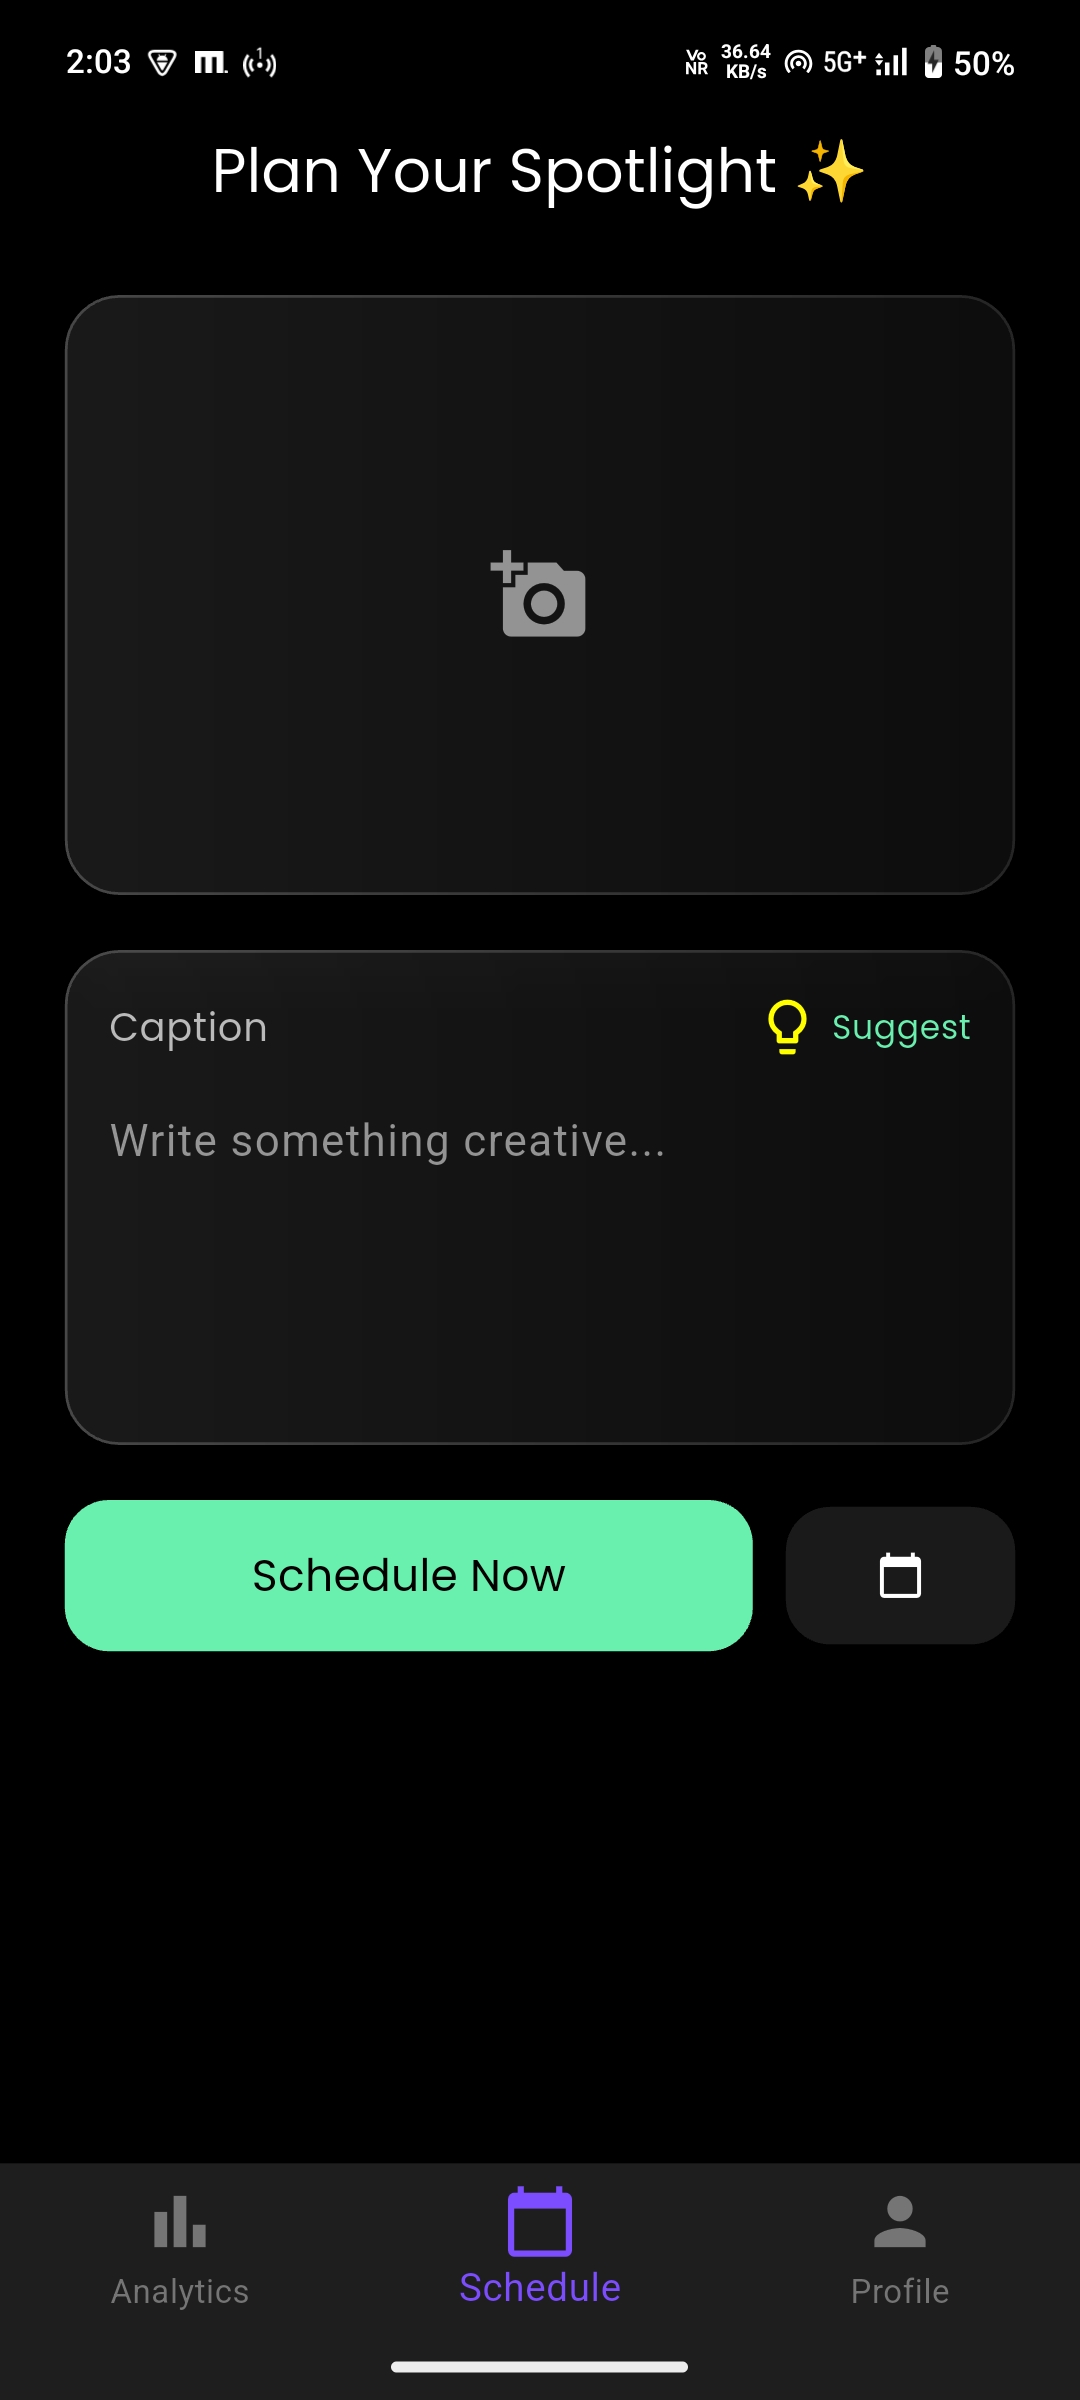 2:03
Vo
NR
36.64
KB/s
5G+
50%
Plan Your Spotlight ✨
Caption
Suggest
Write something creative...
Schedule Now
Analytics
Schedule
Profile